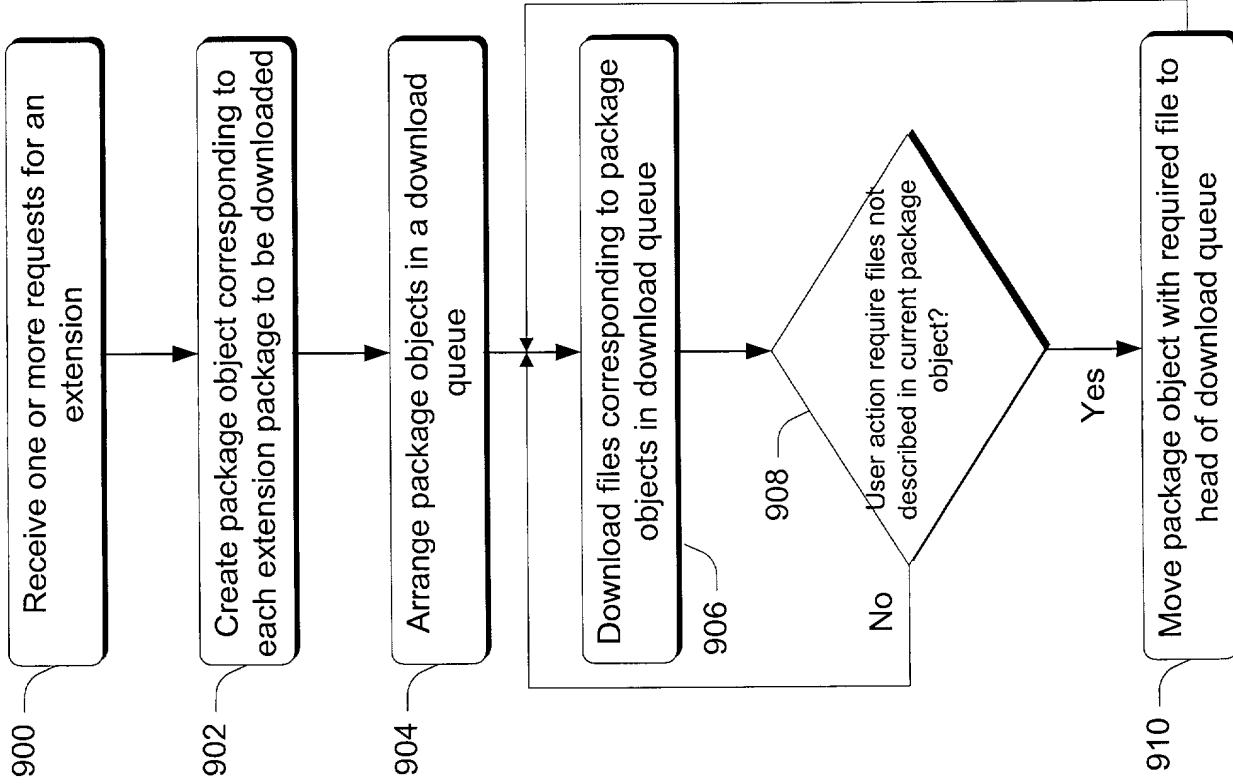 900
Receive one or more requests for an
extension
902
Create package object corresponding to
each extension package to be downloaded
904
Arrange package objects in a download
queue
Download files corresponding to package
objects in download queue
906
908
User action require files not
described in current package
object?
No
Yes
910
Move package object with required file to
head of download queue